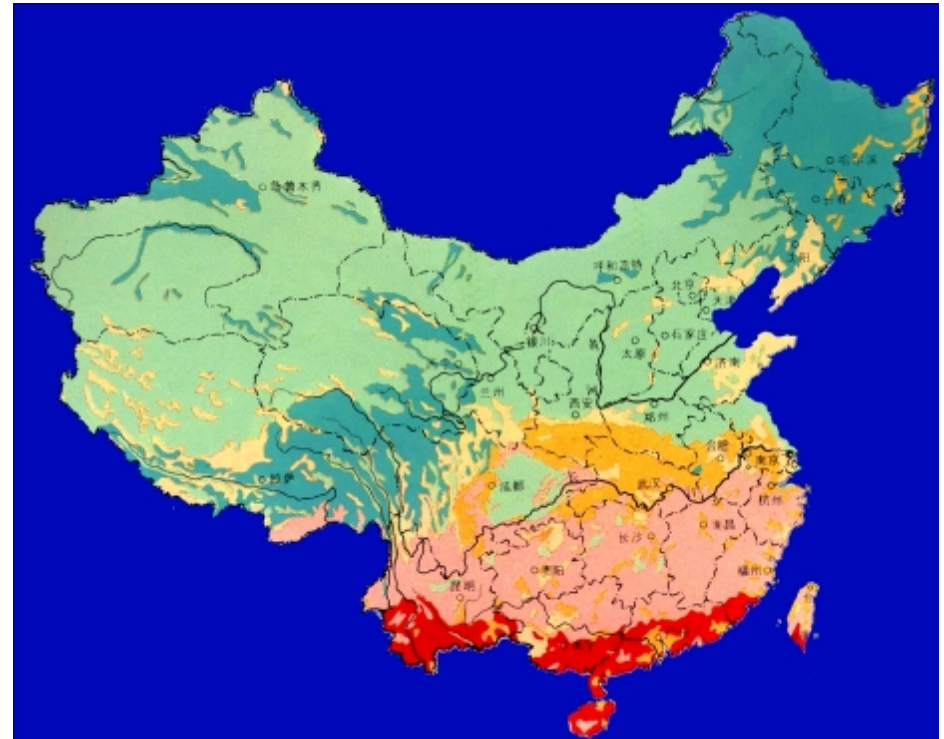 哈尔滨
乌鲁木齐
长春
沈阳
呼和浩特
北京
天津
银川
石家庄
太原
济南
兰州
西安
郑州
合肥
南京
拉萨
成都
武汉
杭州
南昌
长沙
贵阳
福州
昆明